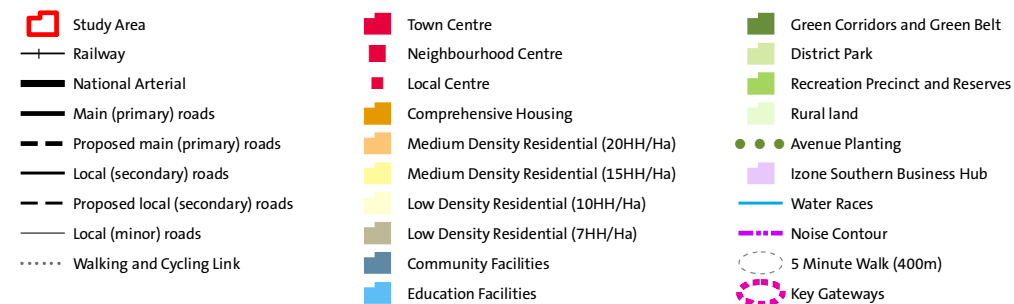 Study Area
Railway
National Arterial
Main (primary) roads
Proposed main (primary) roads
Local (secondary) roads
Proposed local (secondary) roads
Local (minor) roads
Walking and Cycling Link
Town Centre
Neighbourhood Centre
Local Centre
Comprehensive Housing
Medium Density Residential (20HH/Ha)
Medium Density Residential (15HH/Ha)
Low Density Residential (10HH/Ha)
Low Density Residential (7HH/Ha)
Community Facilities
Education Facilities
Green Corridors and Green Belt
District Park
Recreation Precinct and Reserves
Rural land
Avenue Planting
Izone Southern Business Hub
Water Races
Noise Contour
5 Minute Walk (400m)
Key Gateways